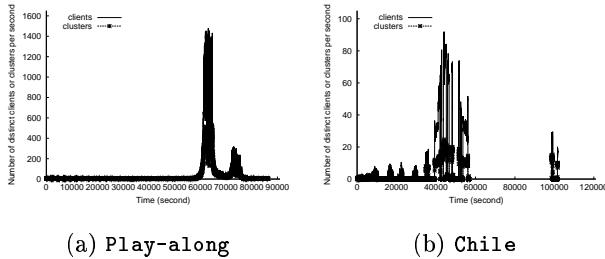 clients
clusters
Number of distinct clients or clusters per second
1600
1400
1200
1000
800
600
400
200
0
0 10000 20000 30000 40000 50000 60000 70000 80000 90000
Time (second)
(a) Play-along
clients
clusters
Number of distinct clients or clusters per second
100
80
60
40
20
0
0 20000 40000 60000 80000 100000 120000
Time (second)
(b) Chile